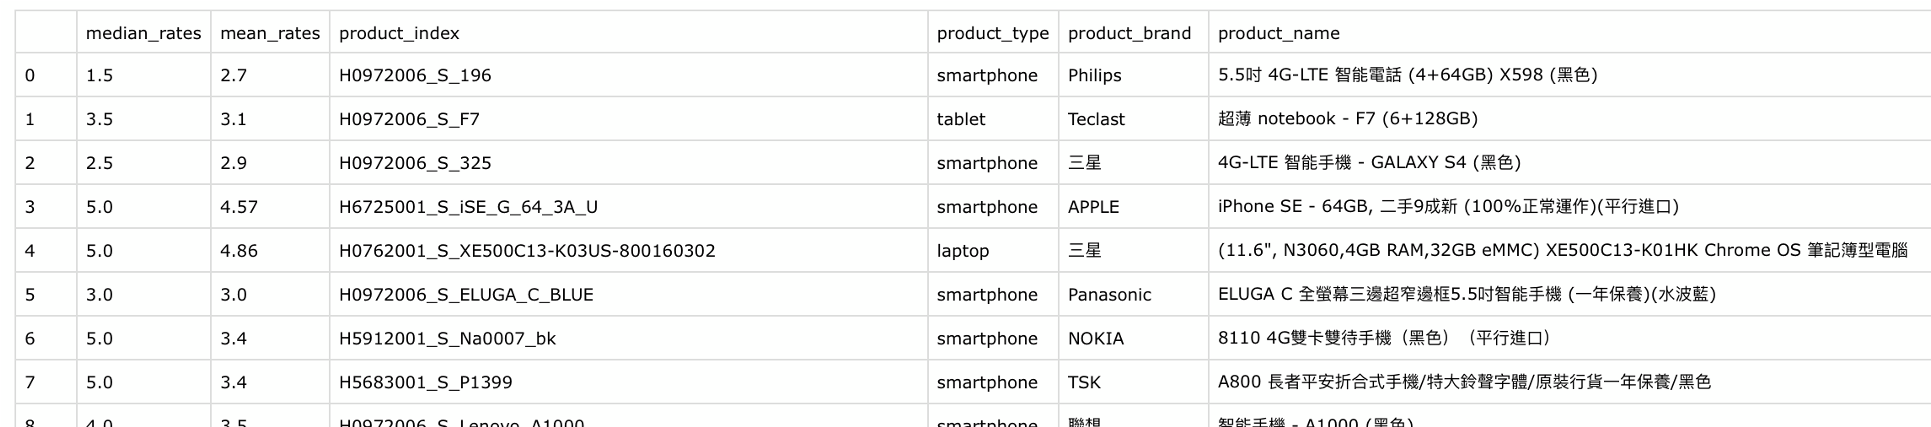 median_rates mean_rates product_index product_type product_brand product_name
0 1.5 2.7 H0972006_S_196 smartphone Philips 5.5吋 4G-LTE 智能電話 (4+64GB) X598 (黑色)
1 3.5 3.1 H0972006_S_F7 tablet Teclast 超薄 notebook - F7 (6+128GB)
2 2.5 2.9 H0972006_S_325 smartphone 三星 4G-LTE 智能手機 - GALAXY S4 (黑色)
3 5.0 4.57 H6725001_S_iSE_G_64_3A_U smartphone APPLE iPhone SE - 64GB, 二手9成新 (100%正常運作)(平行進口)
4 5.0 4.86 H0762001_S_XE500C13-K03US-800160302 laptop 三星 (11.6", N3060,4GB RAM,32GB eMMC) XE500C13-K01HK Chrome OS 筆記簿型電腦
5 3.0 3.0 H0972006_S_ELUGA_C_BLUE smartphone Panasonic ELUGA C 全螢幕三邊超窄邊框5.5吋智能手機 (一年保養)(水波藍)
6 5.0 3.4 H5912001_S_Na0007_bk smartphone NOKIA 8110 4G雙卡雙待手機（黑色）（平行進口）
7 5.0 3.4 H5683001_S_P1399 smartphone TSK A800 長者平安折合式手機/特大鈴聲字體/原裝行貨一年保養/黑色
8 4.0 3.5 H0972006_S_Lenovo_A1000 smartphone 聯想 智能手機 - A1000 (黑色)